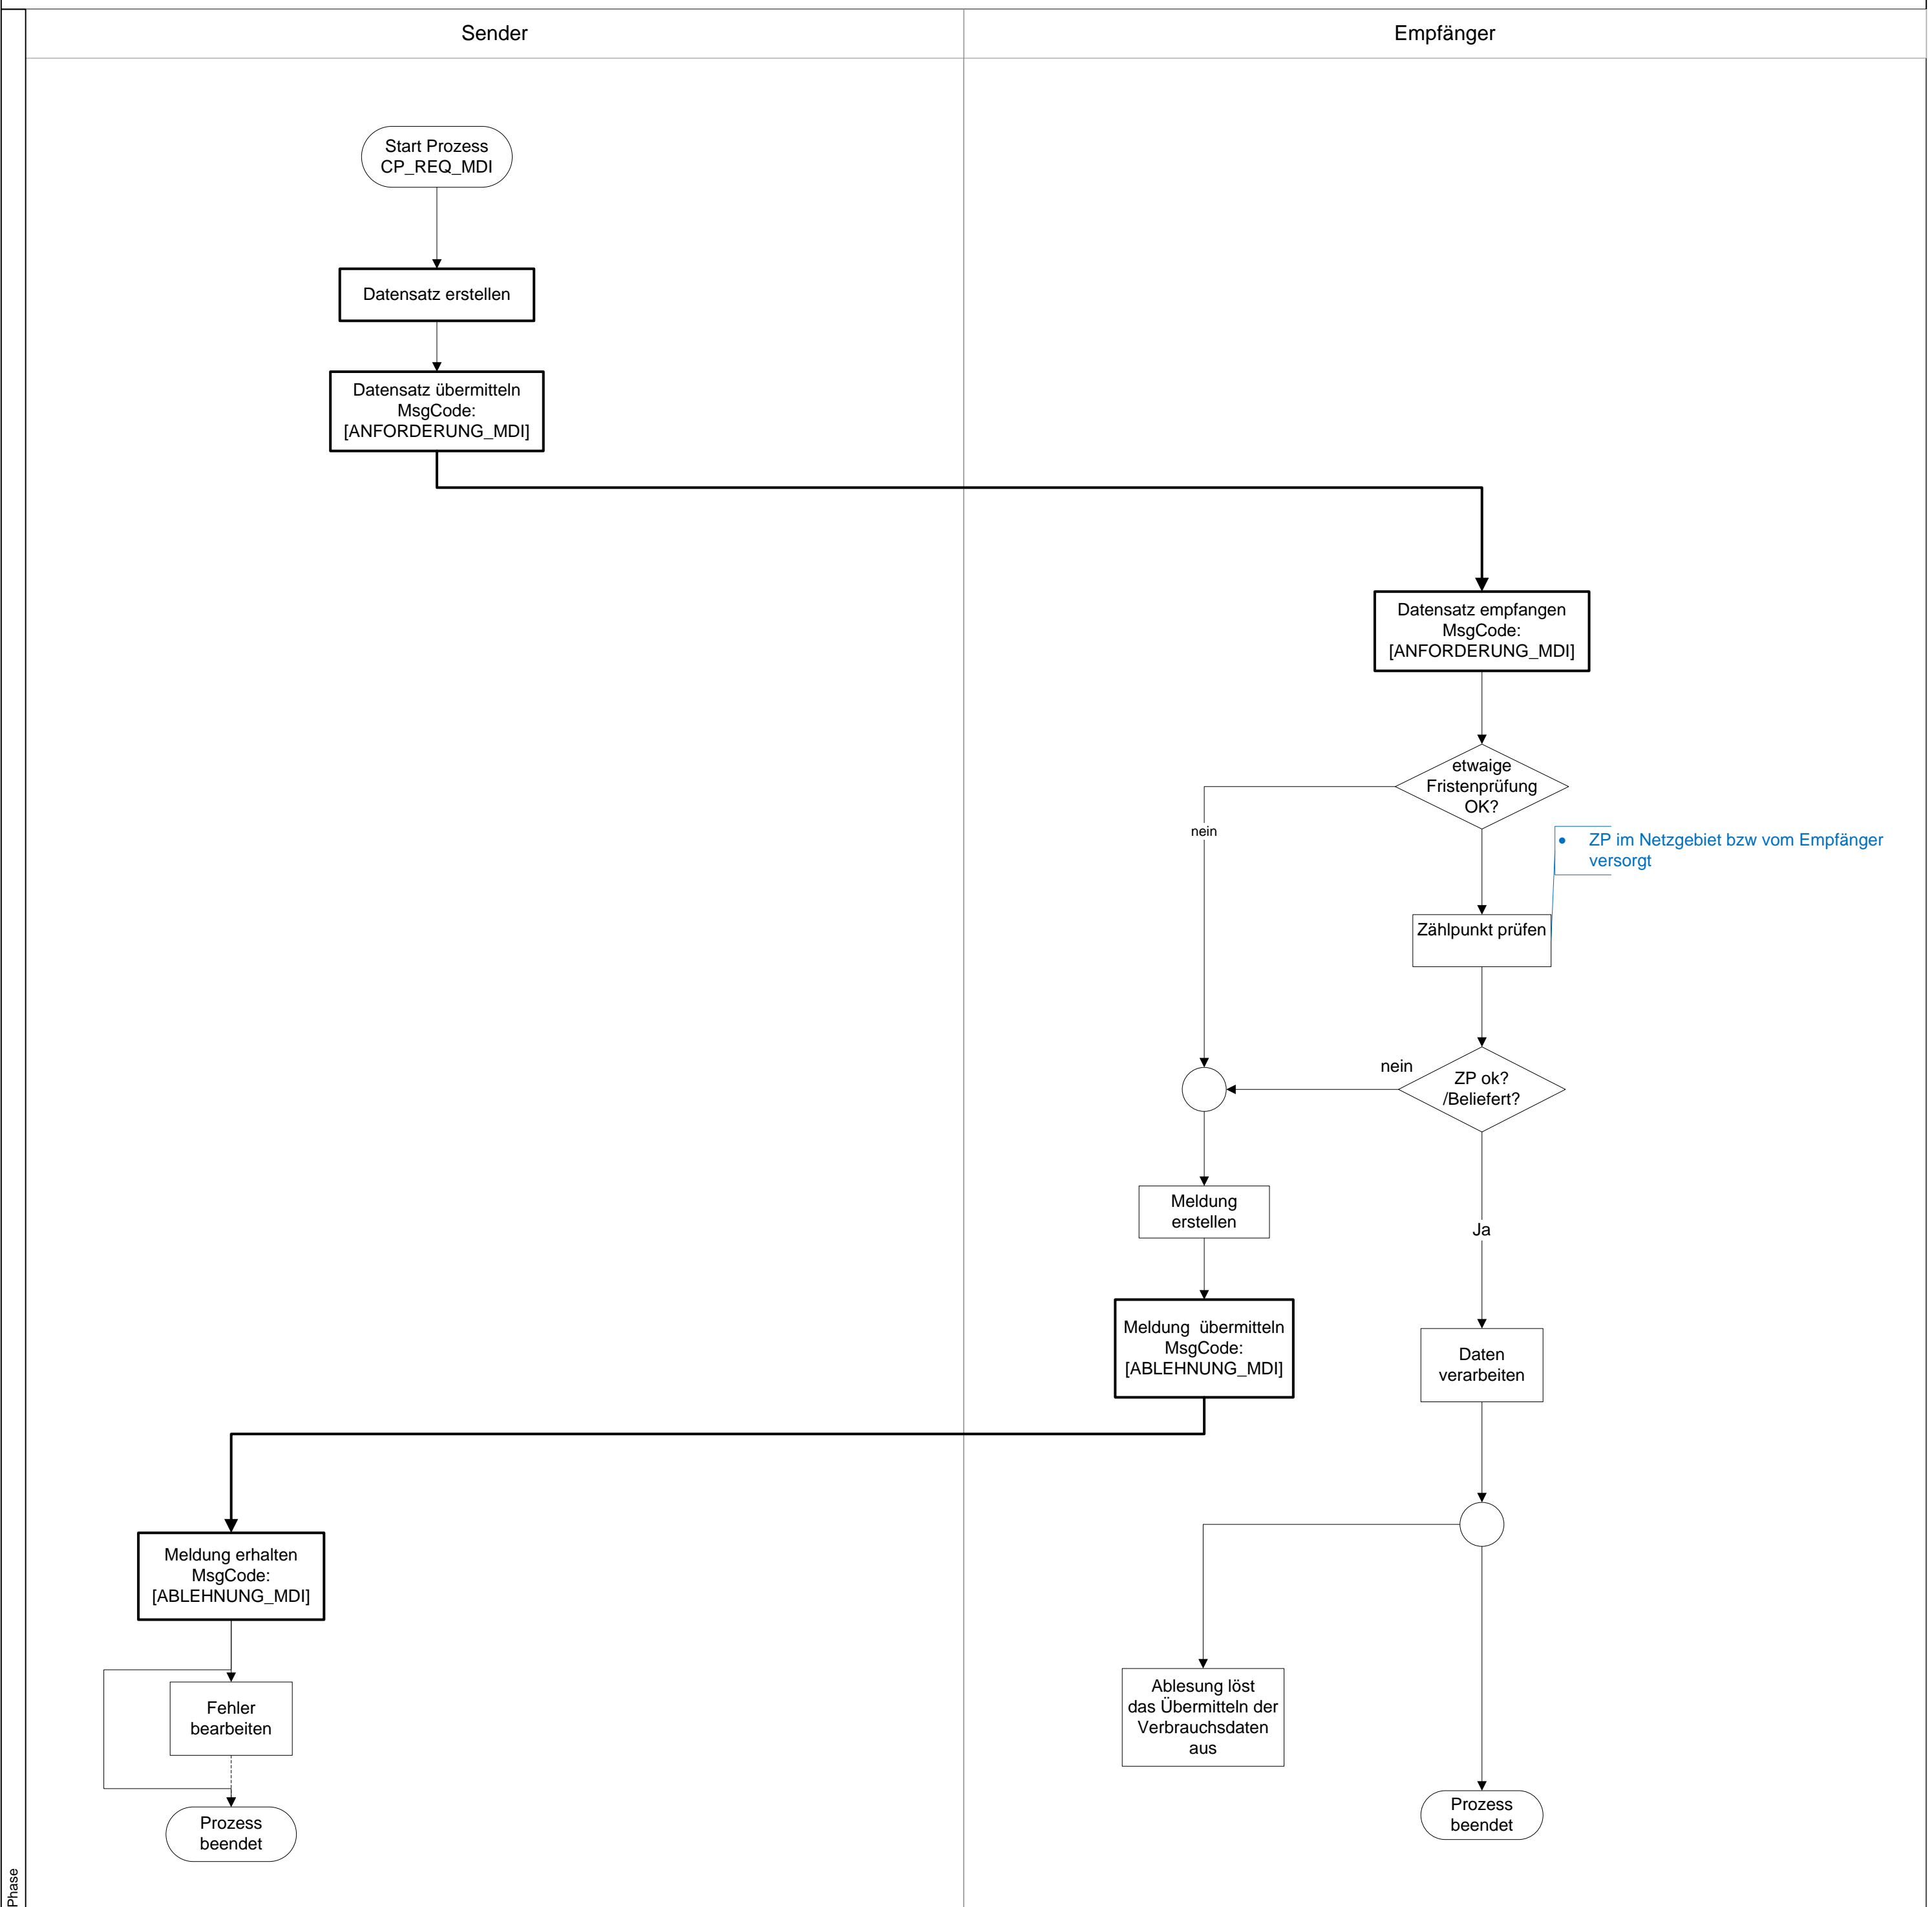 Sender
Empfänger
Start Prozess
CP_REQ_MDI
Datensatz erstellen
Datensatz übermitteln
MsgCode:
[ANFORDERUNG_MDI]
Datensatz empfangen
MsgCode:
[ANFORDERUNG_MDI]
etwaige
Fristenprüfung
OK?
nein
• ZP im Netzgebiet bzw vom Empfänger
versorgt
Zählpunkt prüfen
nein
ZP ok?
/Beliefert?
Meldung
erstellen
Ja
Meldung  übermitteln
MsgCode:
[ABLEHNUNG_MDI]
Daten
verarbeiten
Meldung erhalten
MsgCode:
[ABLEHNUNG_MDI]
Fehler
bearbeiten
Ablesung löst
das Übermitteln der
Verbrauchsdaten
aus
Prozess
beendet
Prozess
beendet
Phase